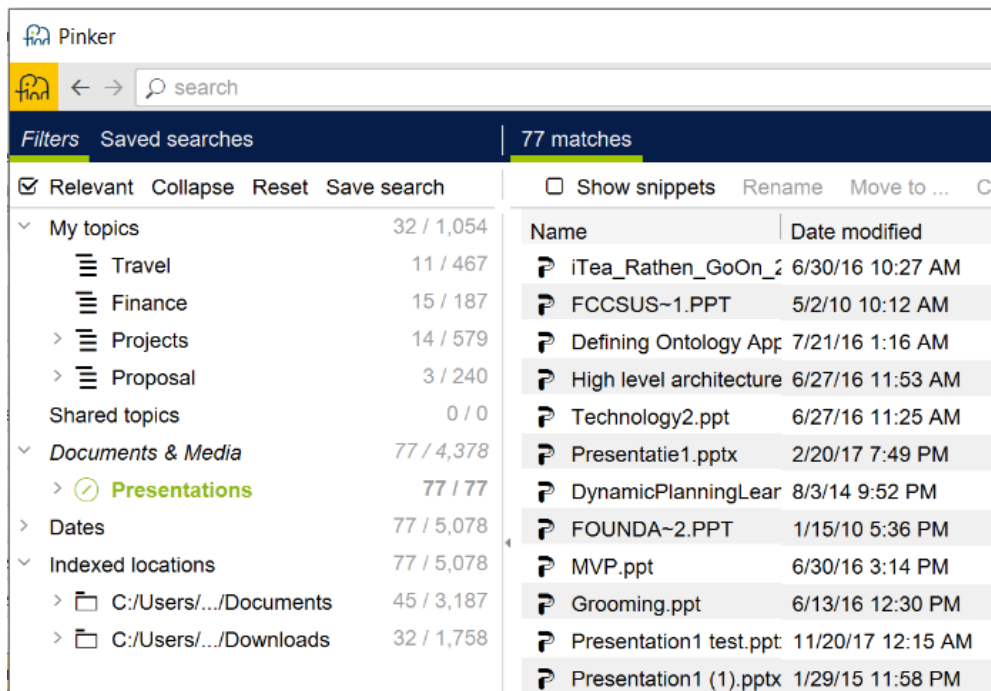 find Pinker
find search
Filters Saved searches 77 matches
Relevant Collapse Reset Save search Show snippets Rename Move to ... C
My topics 32 / 1,054
Travel 11 / 467
Finance 15 / 187
Projects 14 / 579
Proposal 3 / 240
Shared topics 0 / 0
Documents & Media 77 / 4,378
Presentations 77 / 77
Dates 77 / 5,078
Indexed locations 77 / 5,078
C:/Users/.../Documents 45 / 3,187
C:/Users/.../Downloads 32 / 1,758
Name Date modified
iTea_Rathen_GoOn_2 6/30/16 10:27 AM
FCCSUS~1.PPT 5/2/10 10:12 AM
Defining Ontology App 7/21/16 1:16 AM
High level architecture 6/27/16 11:53 AM
Technology2.ppt 6/27/16 11:25 AM
Presentatie1.pptx 2/20/17 7:49 PM
DynamicPlanningLear 8/3/14 9:52 PM
FOUNDA~2.PPT 1/15/10 5:36 PM
MVP.ppt 6/30/16 3:14 PM
Grooming.ppt 6/13/16 12:30 PM
Presentation1 test.ppt 11/20/17 12:15 AM
Presentation1 (1).pptx 1/29/15 11:58 PM